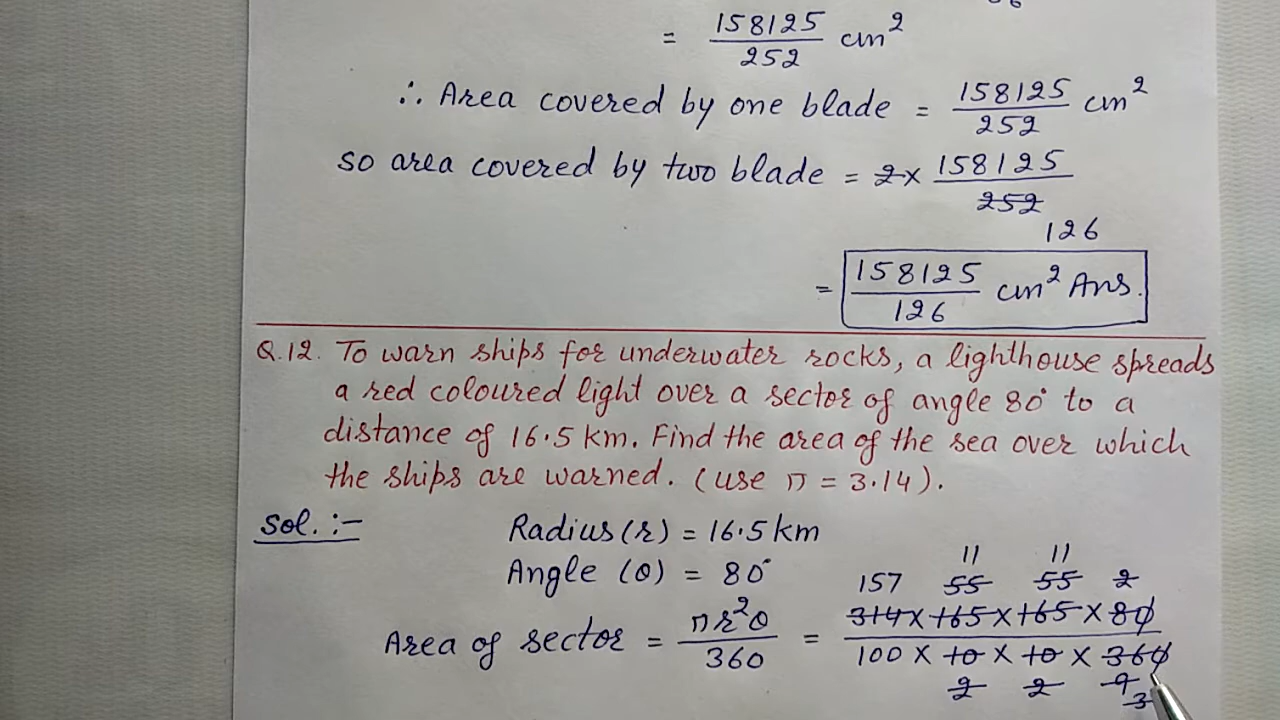 = 158125/252 cm²
∴ Area covered by one blade = 158125/252 cm²
so area covered by two blade = 2 × 158125/252
126
= 158125/126 cm² Ans.
Q.12. To warn ships for underwater rocks, a lighthouse spreads
a red coloured light over a sector of angle 80° to a
distance of 16.5 km. Find the area of the sea over which
the ships are warned. (use π = 3.14).
Sol. :- Radius (r) = 16.5 km
Angle (θ) = 80°
11 11
157 55 55 2
Area of sector = πr²θ/360 = 314 × 165 × 165 × 80/100 × 10 × 10 × 360
2 2 9
3